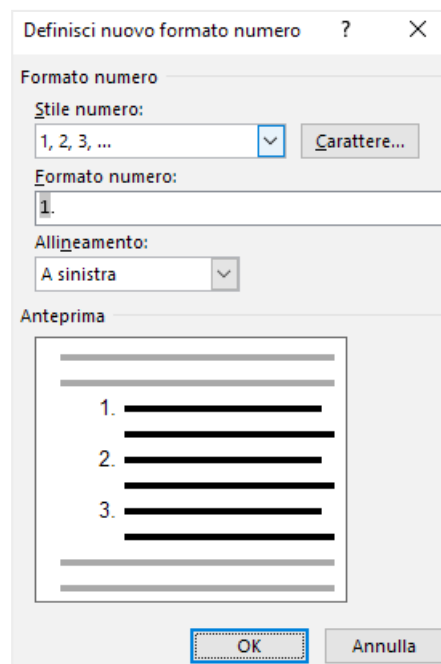 Definisci nuovo formato numero ?
Formato numero
Stile numero:
1, 2, 3, ... Carattere...
Formato numero:
1.
Allineamento:
A sinistra
Anteprima
1.
2.
3.
OK Annulla